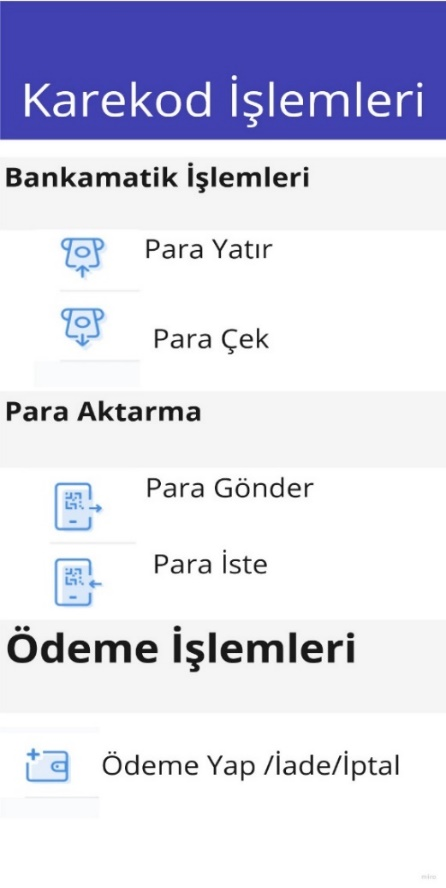 Karekod İşlemleri
Bankamatik İşlemleri
Para Yatır
Para Çek
Para Aktarma
Para Gönder
Para İste
Ödeme İşlemleri
Ödeme Yap /İade/İptal